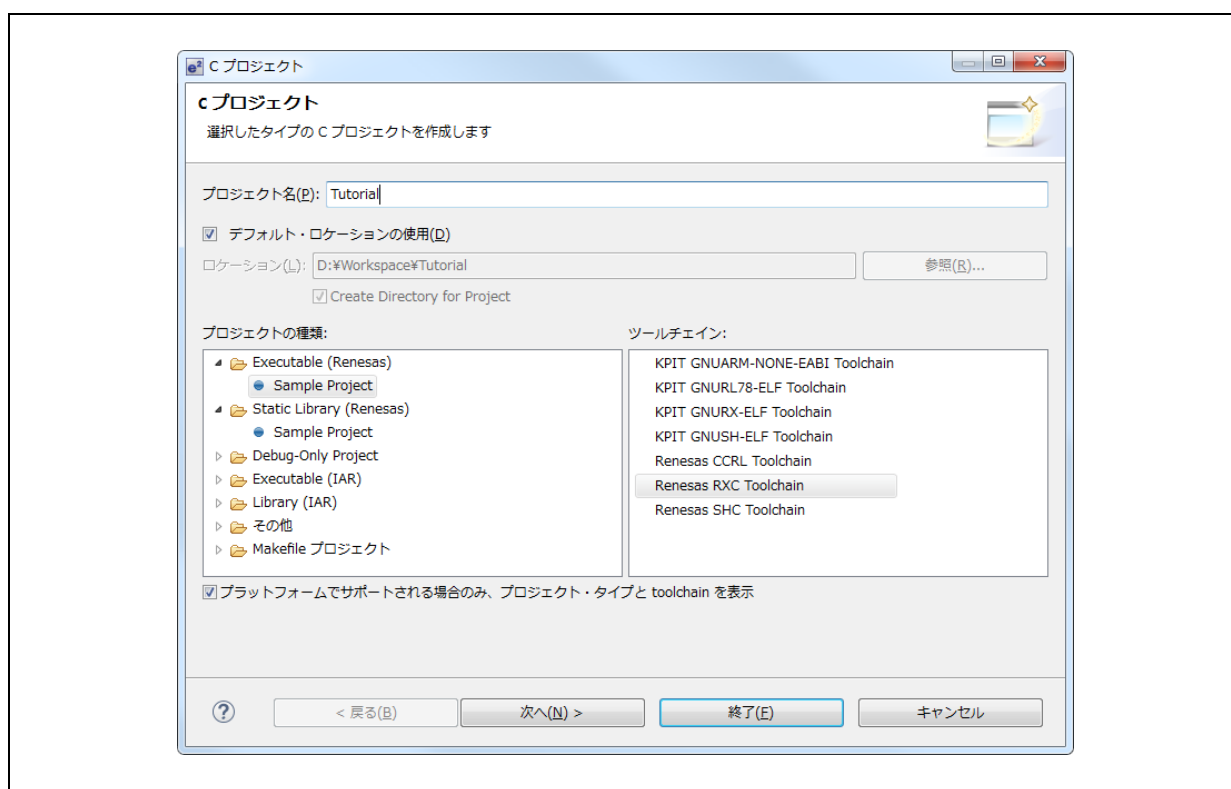 e² C プロジェクト
C プロジェクト
選択したタイプの C プロジェクトを作成します
プロジェクト名(P): Tutorial
デフォルト・ロケーションの使用(D)
ロケーション(L): D:¥Workspace¥Tutorial 参照(R)...
Create Directory for Project
プロジェクトの種類:
Executable (Renesas)
Sample Project
Static Library (Renesas)
Sample Project
Debug-Only Project
Executable (IAR)
Library (IAR)
その他
Makefile プロジェクト
ツールチェイン:
KPIT GNUARM-NONE-EABI Toolchain
KPIT GNURL78-ELF Toolchain
KPIT GNURX-ELF Toolchain
KPIT GNUSH-ELF Toolchain
Renesas CCRL Toolchain
Renesas RXC Toolchain
Renesas SHC Toolchain
プラットフォームでサポートされる場合のみ、プロジェクト・タイプと toolchain を表示
? < 戻る(B) 次へ(N) > 終了(F) キャンセル